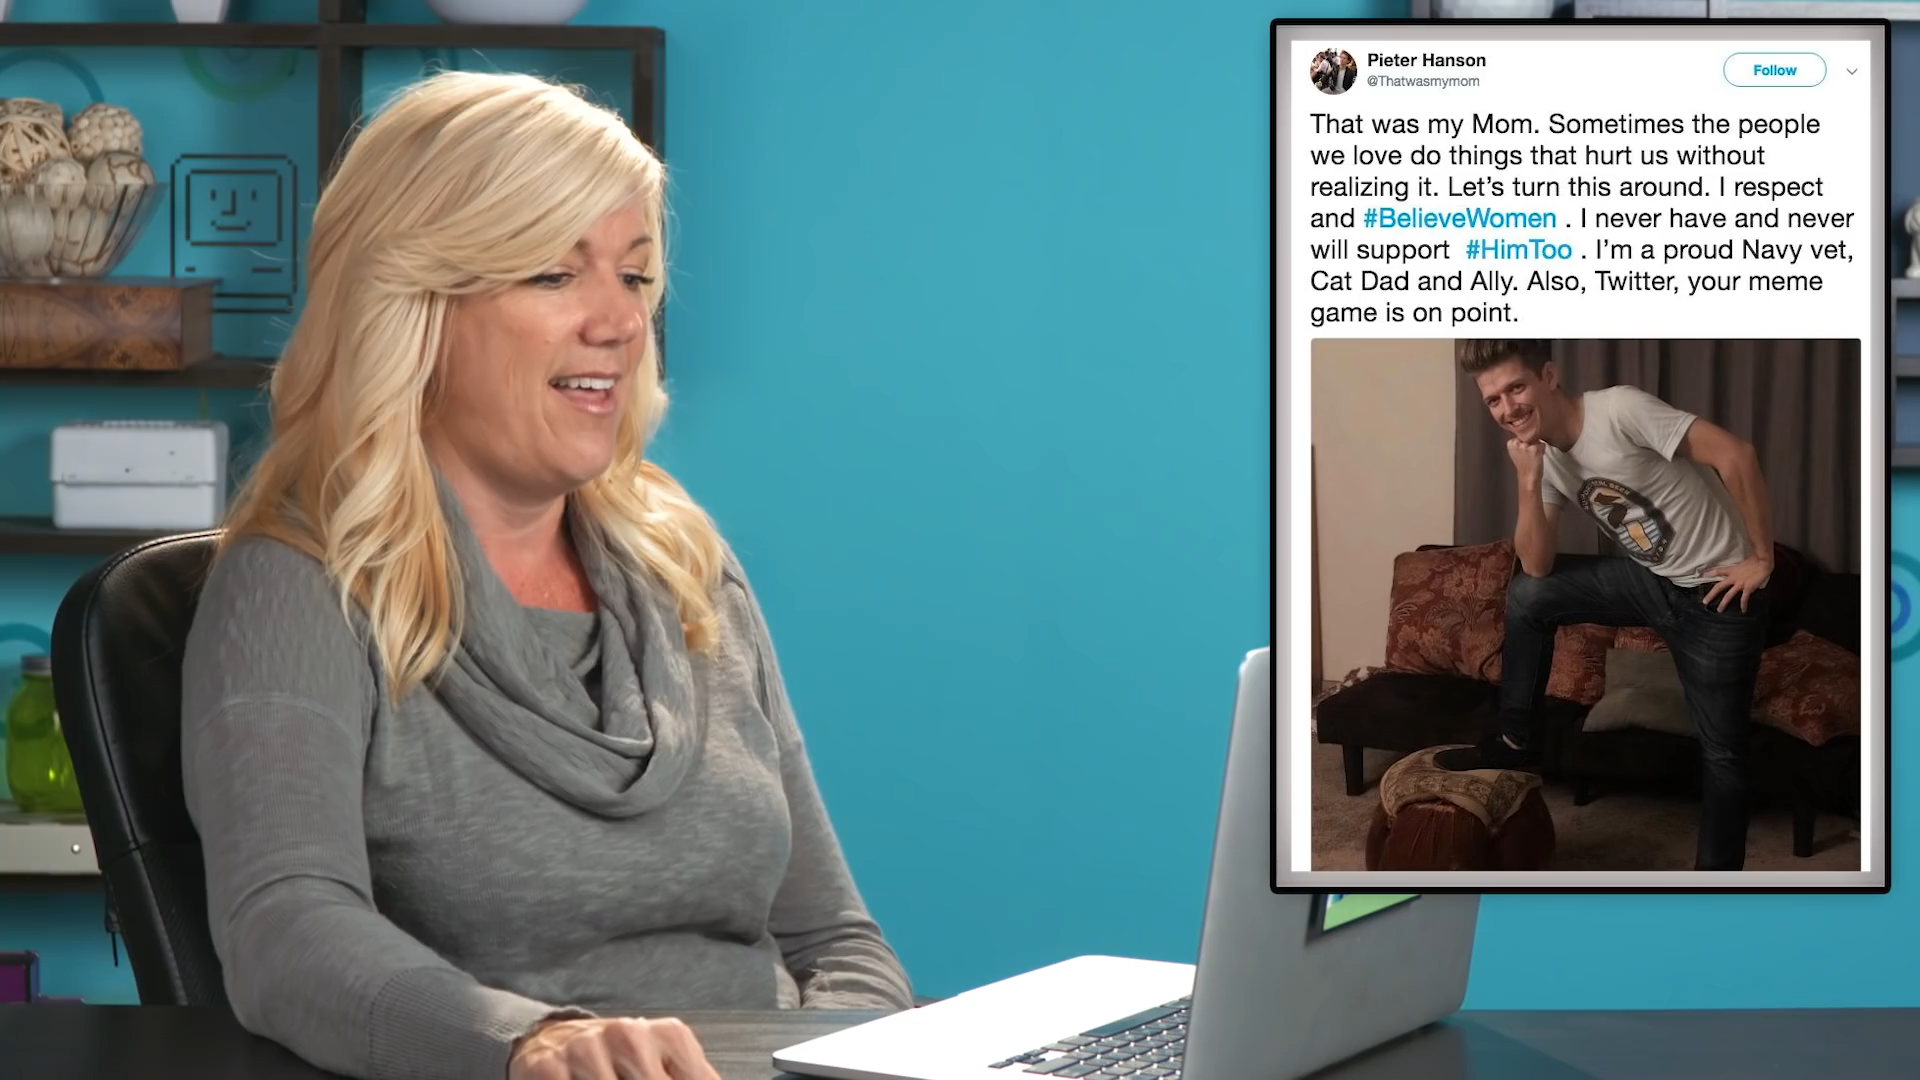 Pieter Hanson
@Thatwasmymom
Follow
That was my Mom. Sometimes the people
we love do things that hurt us without
realizing it. Let's turn this around. I respect
and #BelieveWomen . I never have and never
will support #HimToo . I'm a proud Navy vet,
Cat Dad and Ally. Also, Twitter, your meme
game is on point.